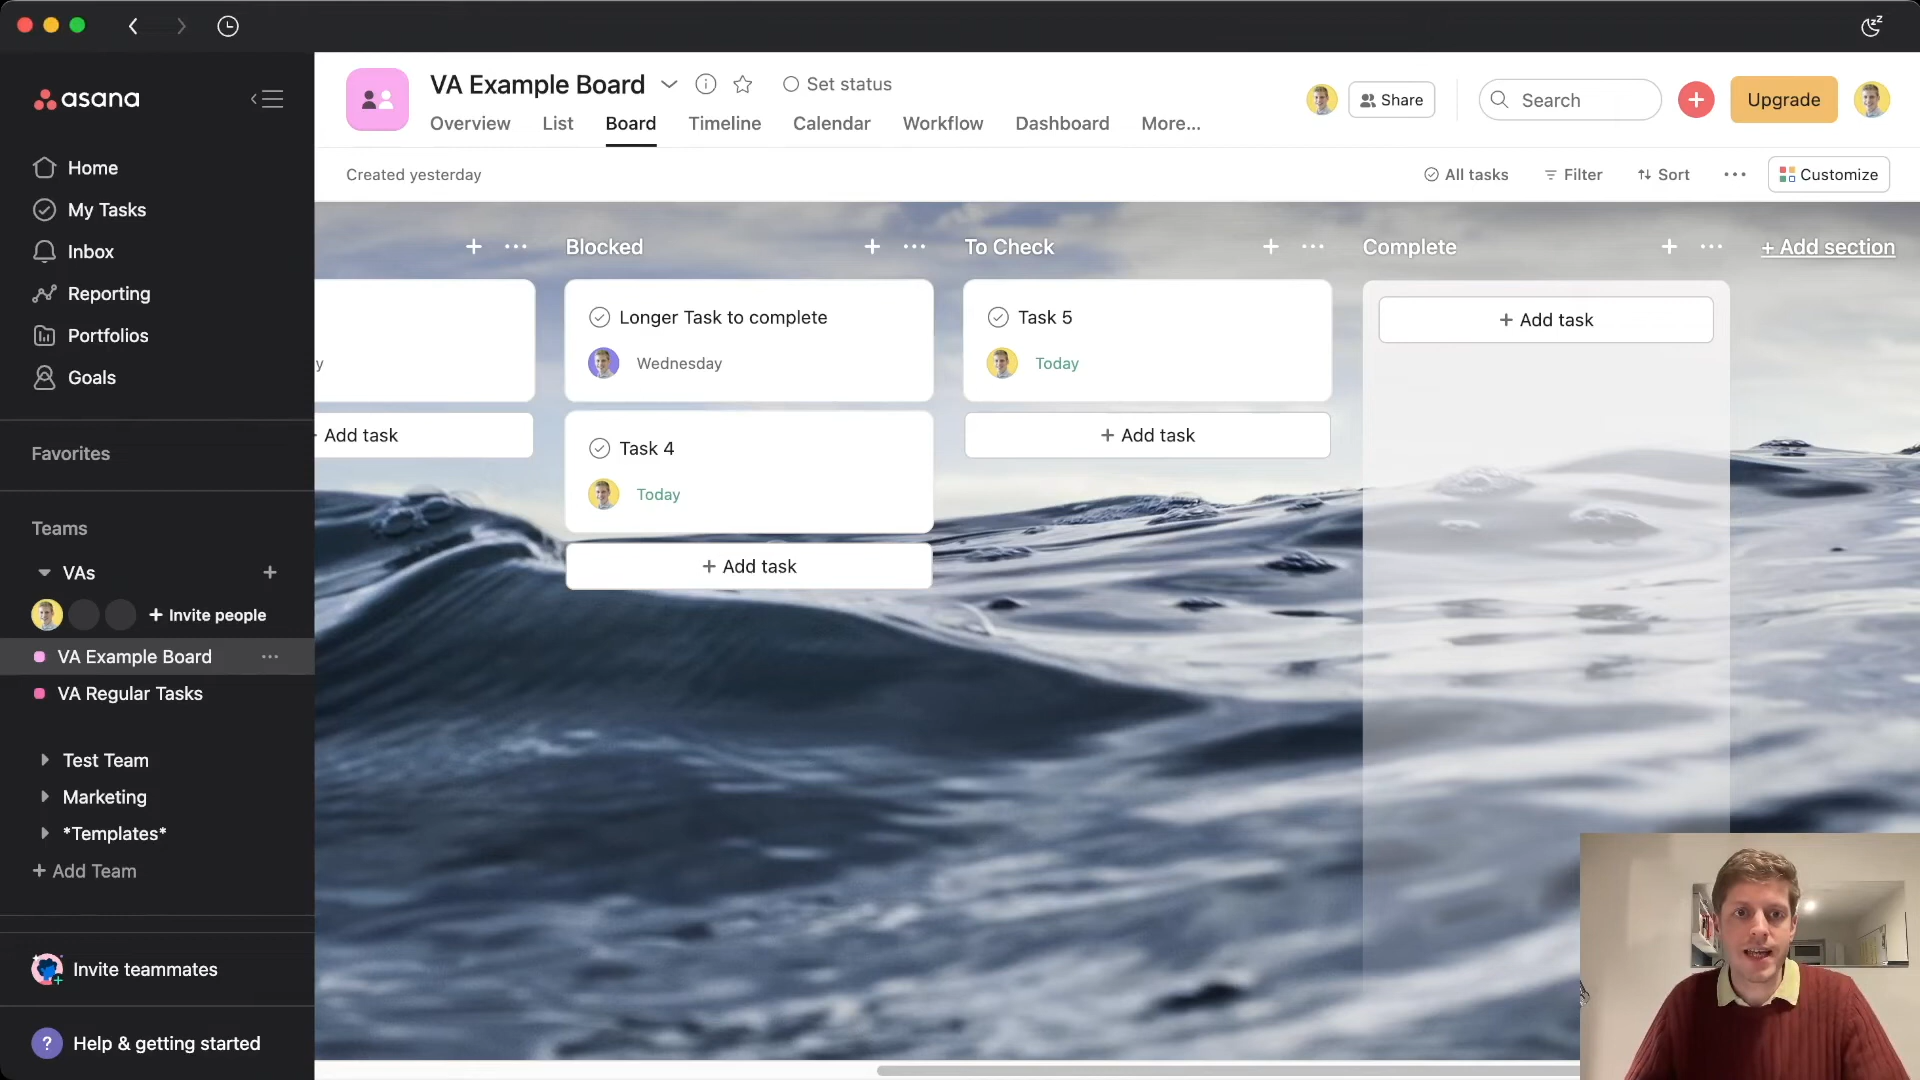 asana
Home
My Tasks
Inbox
Reporting
Portfolios
Goals
Favorites
Teams
VAs
+ Invite people
VA Example Board
VA Regular Tasks
Test Team
Marketing
*Templates*
+ Add Team
Invite teammates
? Help & getting started
VA Example Board
Set status
Share
Search
Upgrade
Overview List Board Timeline Calendar Workflow Dashboard More...
Created yesterday
All tasks Filter Sort Customize
y
Add task
Blocked
Longer Task to complete
Wednesday
Task 4
Today
+ Add task
To Check
Task 5
Today
+ Add task
Complete
+ Add task
+ Add section